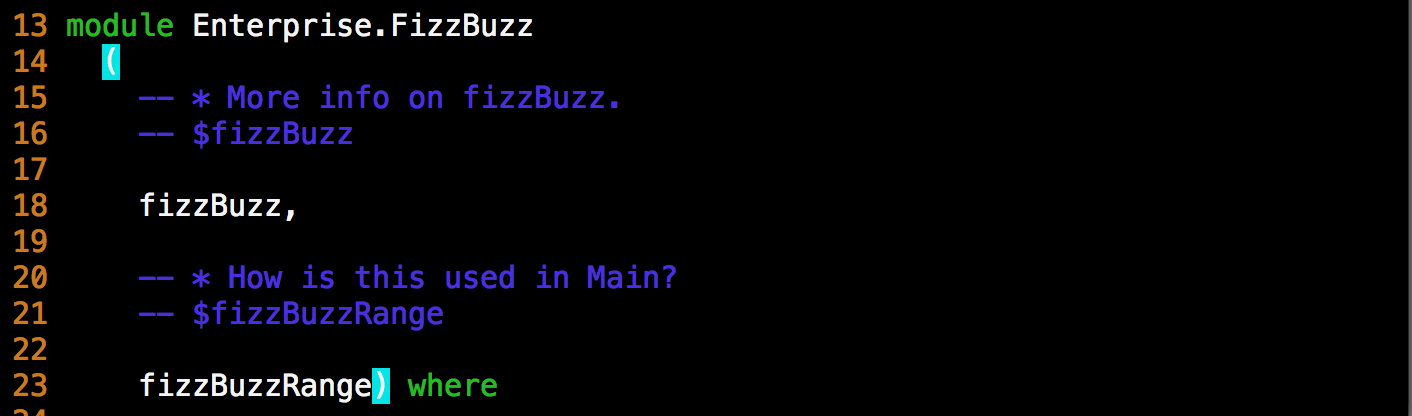 13 module Enterprise.FizzBuzz
14   (
15     -- * More info on fizzBuzz.
16     -- $fizzBuzz
17
18     fizzBuzz,
19
20     -- * How is this used in Main?
21     -- $fizzBuzzRange
22
23     fizzBuzzRange) where